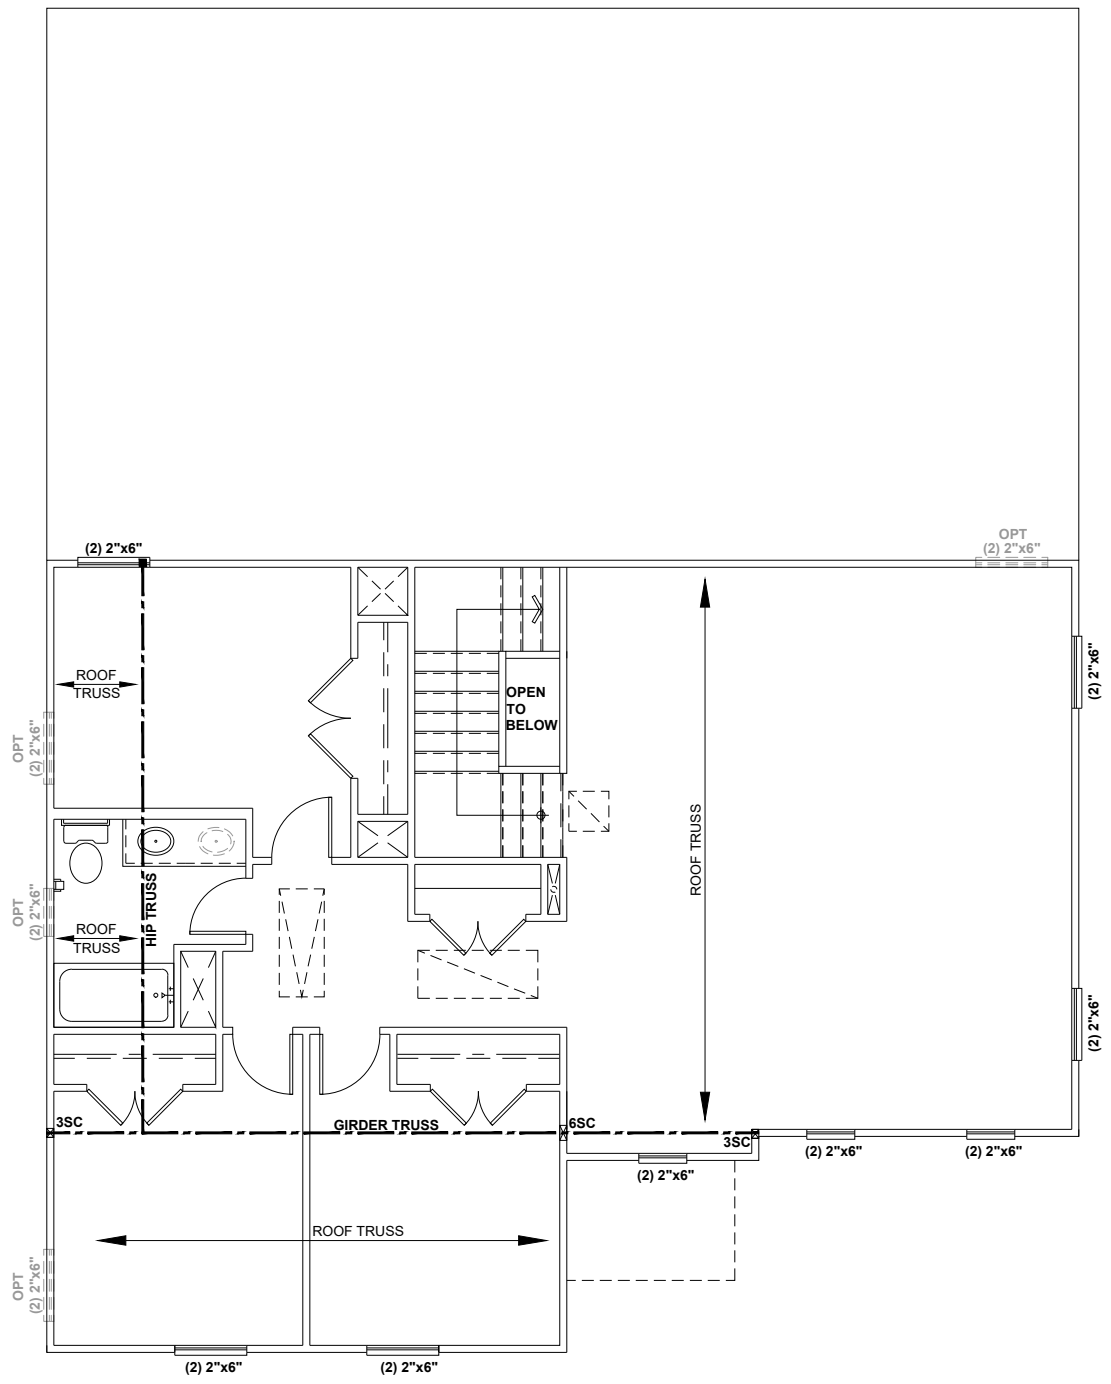 OPT
(2) 2"x6"
(2) 2"x6"
(2) 2"x6"
ROOF
TRUSS
OPEN
TO
BELOW
OPT
(2) 2"x6"
ROOF TRUSS
HIP TRUSS
OPT
(2) 2"x6"
ROOF
TRUSS
(2) 2"x6"
3SC
GIRDER TRUSS
6SC
3SC
(2) 2"x6"
(2) 2"x6"
(2) 2"x6"
ROOF TRUSS
OPT
(2) 2"x6"
(2) 2"x6"
(2) 2"x6"